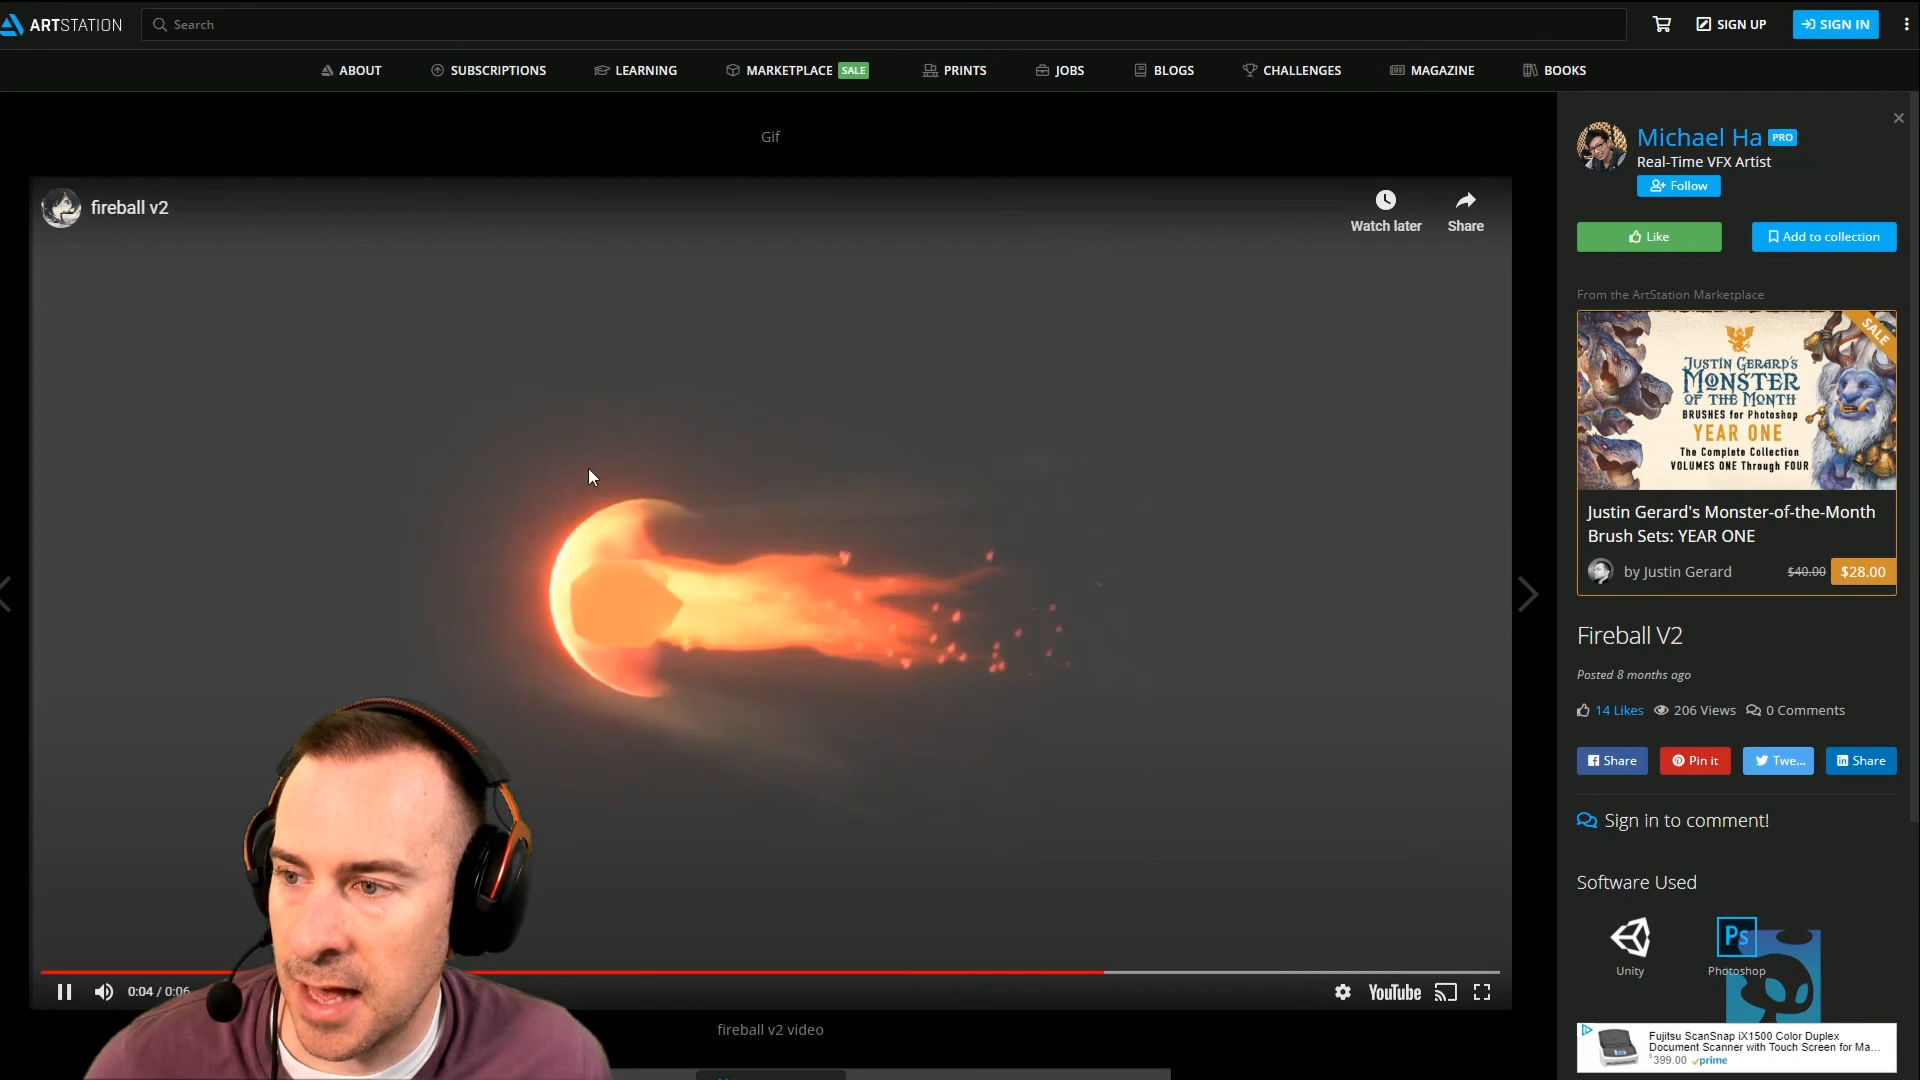 ARTSTATION
Search
SIGN UP
SIGN IN
ABOUT
SUBSCRIPTIONS
LEARNING
MARKETPLACE SALE
PRINTS
JOBS
BLOGS
CHALLENGES
MAGAZINE
BOOKS
Gif
fireball v2
Watch later
Share
0:04 / 0:06
YouTube
fireball v2 video
Michael Ha PRO
Real-Time VFX Artist
Follow
Like
Add to collection
From the ArtStation Marketplace
SALE
JUSTIN GERARD'S
MONSTER
OF THE MONTH
BRUSHES for Photoshop
YEAR ONE
The Complete Collection
VOLUMES ONE Through FOUR
Justin Gerard's Monster-of-the-Month
Brush Sets: YEAR ONE
by Justin Gerard
$40.00
$28.00
Fireball V2
Posted 8 months ago
14 Likes 206 Views 0 Comments
Share
Pin it
Twe...
Share
Sign in to comment!
Software Used
Ps
Unity
Photoshop
Fujitsu ScanSnap iX1500 Color Duplex
Document Scanner with Touch Screen for Ma...
$399.00 prime